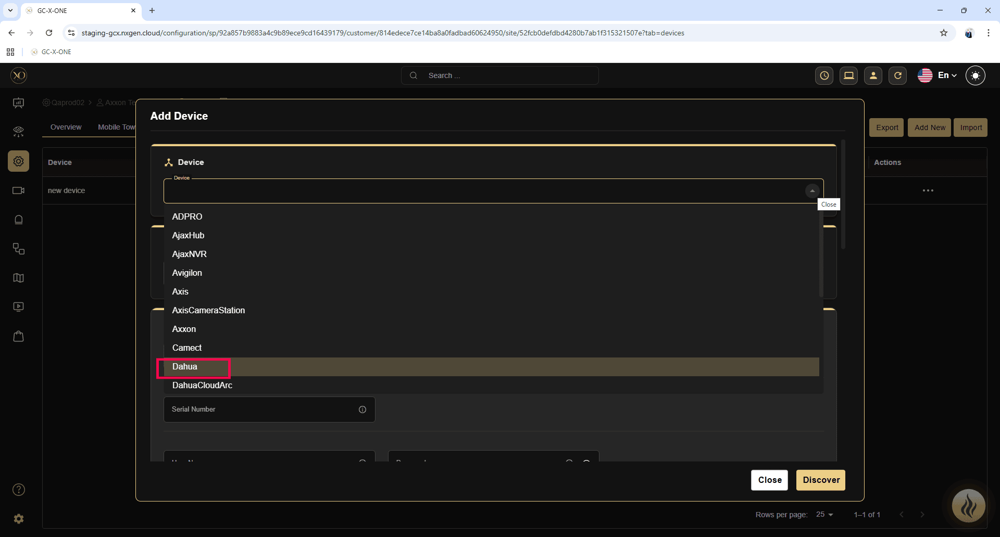 GC-X-ONE
staging-gcx.nxgen.cloud/configuration/sp/92a857b9883a4c9b89ece9cd16439179/customer/814edece7ce14ba8a0fadbad60624950/site/52fcb0defdbd4280b7ab1f315321507e?tab=devices
GC-X-ONE
XO
Search ...
En
Qaprod02
Axxon Te
Add Device
Overview
Mobile Tow
Export
Add New
Import
Device
Device
Actions
Device
new device
Close
ADPRO
AjaxHub
AjaxNVR
Avigilon
Axis
AxisCameraStation
Axxon
Camect
Dahua
DahuaCloudArc
Serial Number
Close
Discover
Rows per page:
25
1–1 of 1